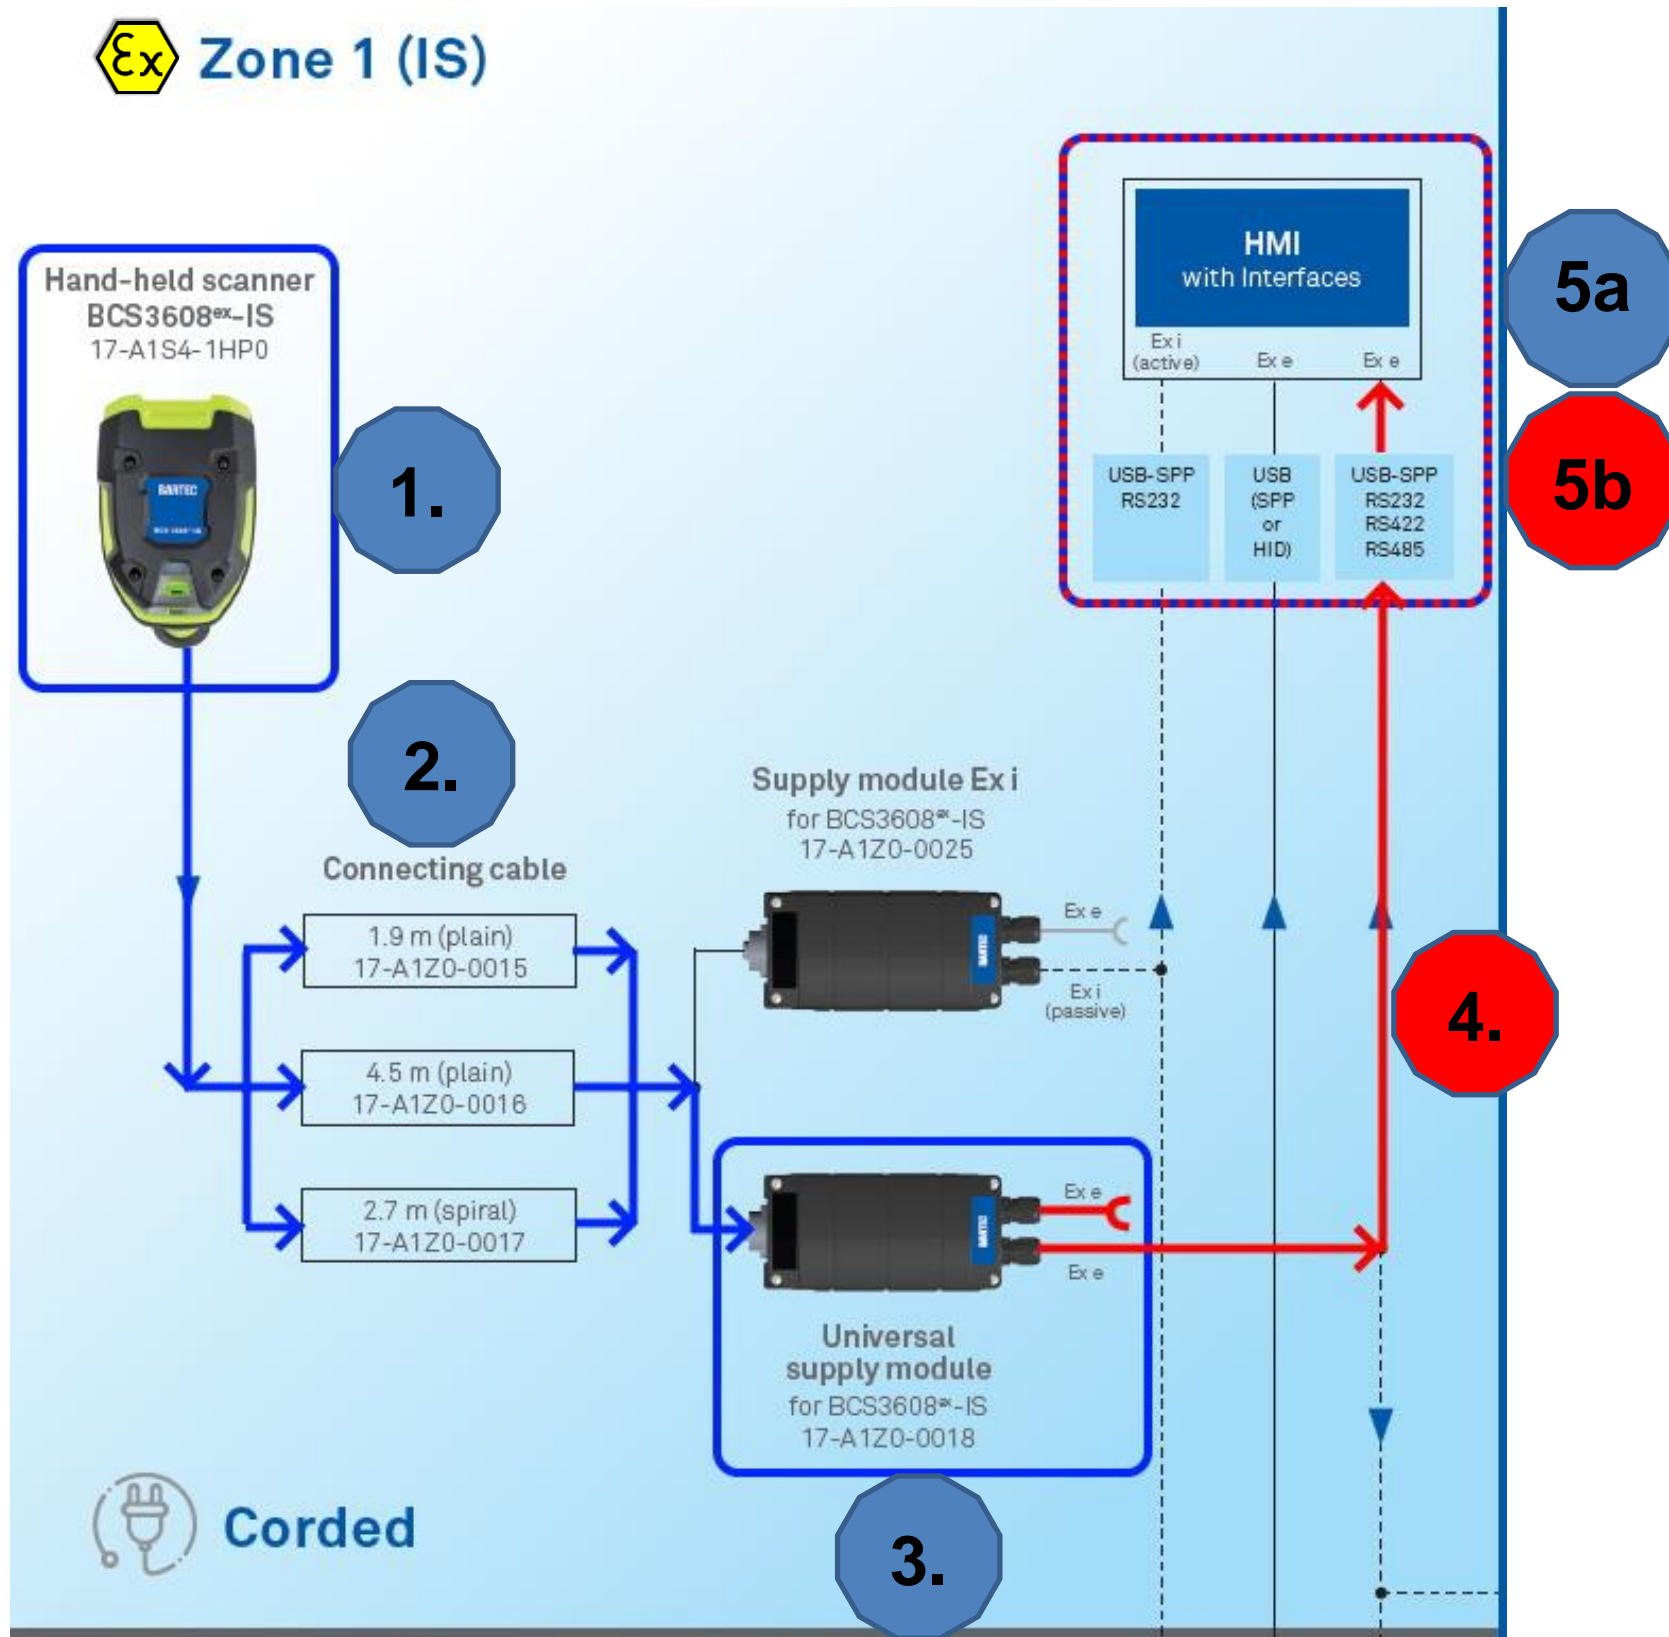 Ex Zone 1 (IS)
HMI
with Interfaces
Ex i
(active)
Ex e
Ex e
5a
Hand-held scanner
BCS3608ex-IS
17-A1S4-1HP0
BARTEC
1.
USB-SPP
RS232
USB
(SPP
or
HID)
USB-SPP
RS232
RS422
RS485
5b
2.
Connecting cable
1.9 m (plain)
17-A1Z0-0015
4.5 m (plain)
17-A1Z0-0016
2.7 m (spiral)
17-A1Z0-0017
Supply module Ex i
for BCS3608ex-IS
17-A1Z0-0025
BARTEC
Ex e
Ex i
(passive)
4.
BARTEC
Ex e
Ex e
Universal
supply module
for BCS3608ex-IS
17-A1Z0-0018
3.
Corded